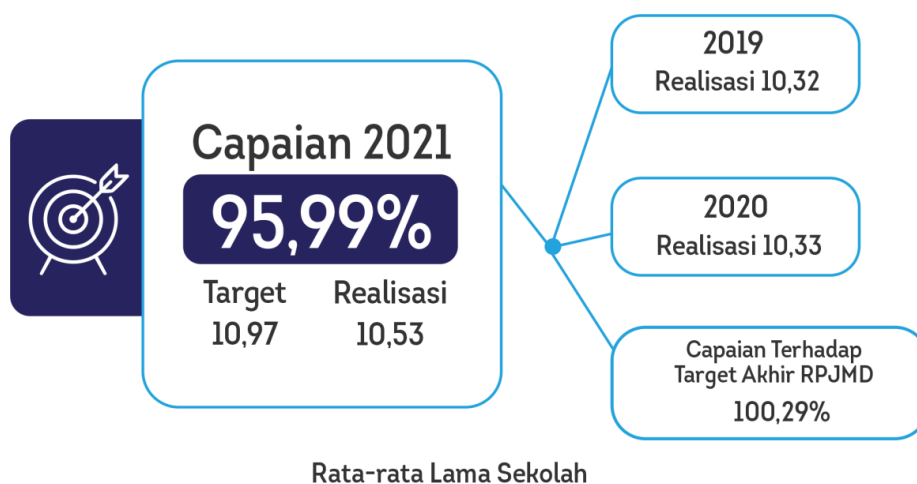 Capaian 2021
95,99%
Target
10,97
Realisasi
10,53
2019
Realisasi 10,32
2020
Realisasi 10,33
Capaian Terhadap
Target Akhir RPJMD
100,29%
Rata-rata Lama Sekolah